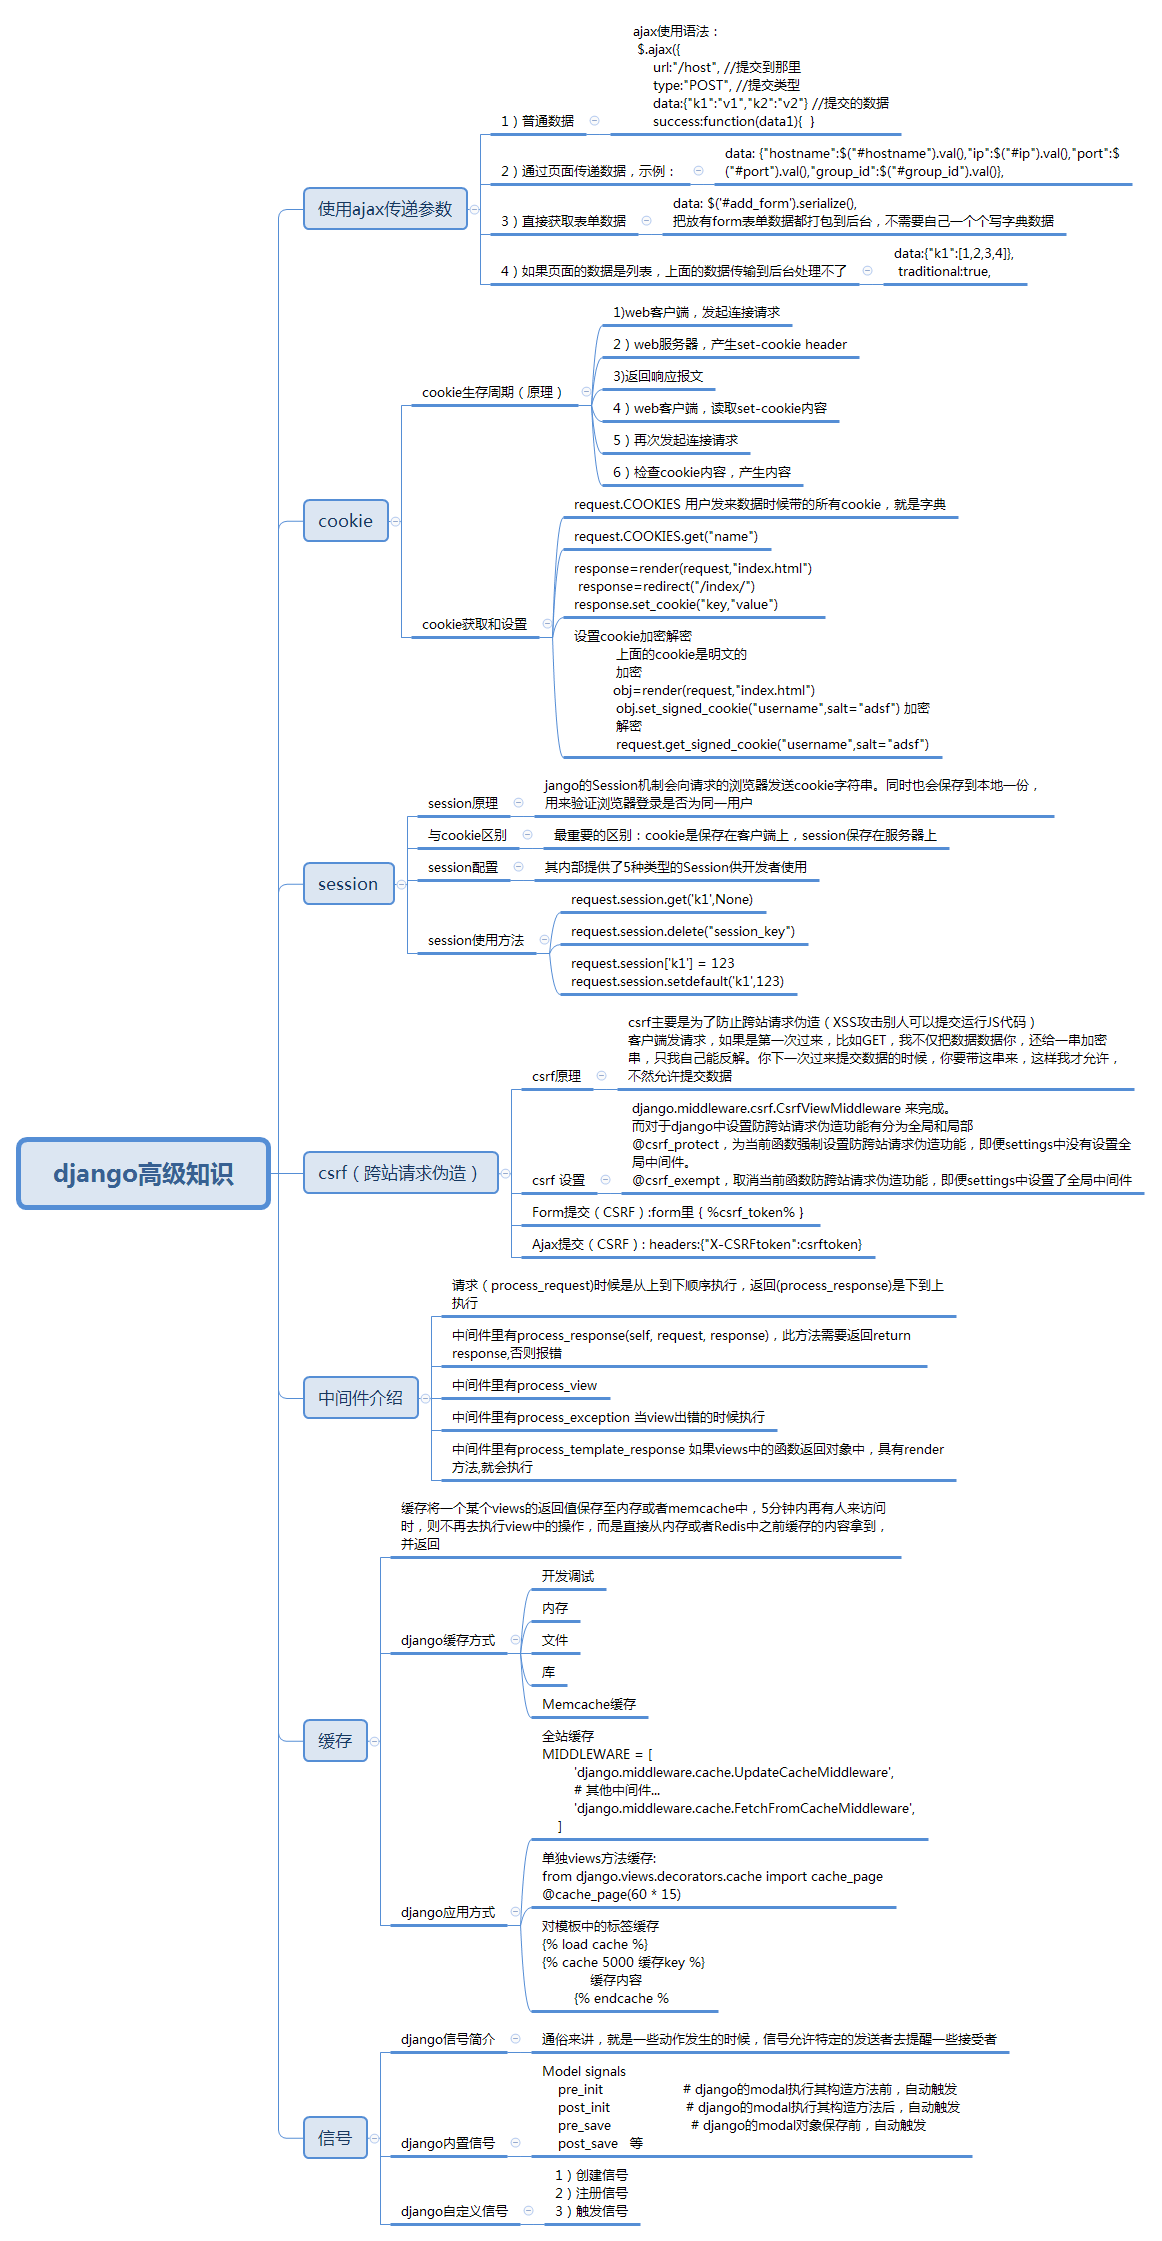 django高级知识
使用ajax传递参数
1）普通数据
ajax使用语法：
$.ajax({
url:"/host", //提交到那里
type:"POST", //提交类型
data:{"k1":"v1","k2":"v2"} //提交的数据
success:function(data1){  }
2）通过页面传递数据，示例：
data: {"hostname":$("#hostname").val(),"ip":$("#ip").val(),"port":$
("#port").val(),"group_id":$("#group_id").val()},
3）直接获取表单数据
data: $('#add_form').serialize(),
把放有form表单数据都打包到后台，不需要自己一个个写字典数据
4）如果页面的数据是列表，上面的数据传输到后台处理不了
data:{"k1":[1,2,3,4]},
traditional:true,
cookie
cookie生存周期（原理）
1)web客户端，发起连接请求
2）web服务器，产生set-cookie header
3)返回响应报文
4）web客户端，读取set-cookie内容
5）再次发起连接请求
6）检查cookie内容，产生内容
cookie获取和设置
request.COOKIES 用户发来数据时候带的所有cookie，就是字典
request.COOKIES.get("name")
response=render(request,"index.html")
response=redirect("/index/")
response.set_cookie("key,"value")
设置cookie加密解密
上面的cookie是明文的
加密
obj=render(request,"index.html")
obj.set_signed_cookie("username",salt="adsf") 加密
解密
request.get_signed_cookie("username",salt="adsf")
session
session原理
jango的Session机制会向请求的浏览器发送cookie字符串。同时也会保存到本地一份，
用来验证浏览器登录是否为同一用户
与cookie区别
最重要的区别：cookie是保存在客户端上，session保存在服务器上
session配置
其内部提供了5种类型的Session供开发者使用
session使用方法
request.session.get('k1',None)
request.session.delete("session_key")
request.session['k1'] = 123
request.session.setdefault('k1',123)
csrf（跨站请求伪造）
csrf原理
csrf主要是为了防止跨站请求伪造（XSS攻击别人可以提交运行JS代码）
客户端发请求，如果是第一次过来，比如GET，我不仅把数据数据你，还给一串加密
串，只我自己能反解。你下一次过来提交数据的时候，你要带这串来，这样我才允许，
不然允许提交数据
csrf 设置
django.middleware.csrf.CsrfViewMiddleware 来完成。
而对于django中设置防跨站请求伪造功能有分为全局和局部
@csrf_protect，为当前函数强制设置防跨站请求伪造功能，即便settings中没有设置全
局中间件。
@csrf_exempt，取消当前函数防跨站请求伪造功能，即便settings中设置了全局中间件
Form提交（CSRF）:form里 { %csrf_token% }
Ajax提交（CSRF）: headers:{"X-CSRFtoken":csrftoken}
中间件介绍
请求（process_request)时候是从上到下顺序执行，返回(process_response)是下到上
执行
中间件里有process_response(self, request, response)，此方法需要返回return
response,否则报错
中间件里有process_view
中间件里有process_exception 当view出错的时候执行
中间件里有process_template_response 如果views中的函数返回对象中，具有render
方法,就会执行
缓存
缓存将一个某个views的返回值保存至内存或者memcache中，5分钟内再有人来访问
时，则不再去执行view中的操作，而是直接从内存或者Redis中之前缓存的内容拿到，
并返回
django缓存方式
开发调试
内存
文件
库
Memcache缓存
django应用方式
全站缓存
MIDDLEWARE = [
'django.middleware.cache.UpdateCacheMiddleware',
# 其他中间件...
'django.middleware.cache.FetchFromCacheMiddleware',
]
单独views方法缓存:
from django.views.decorators.cache import cache_page
@cache_page(60 * 15)
对模板中的标签缓存
{% load cache %}
{% cache 5000 缓存key %}
缓存内容
{% endcache %
信号
django信号简介
通俗来讲，就是一些动作发生的时候，信号允许特定的发送者去提醒一些接受者
django内置信号
Model signals
pre_init # django的modal执行其构造方法前，自动触发
post_init # django的modal执行其构造方法后，自动触发
pre_save # django的modal对象保存前，自动触发
post_save 等
django自定义信号
1）创建信号
2）注册信号
3）触发信号